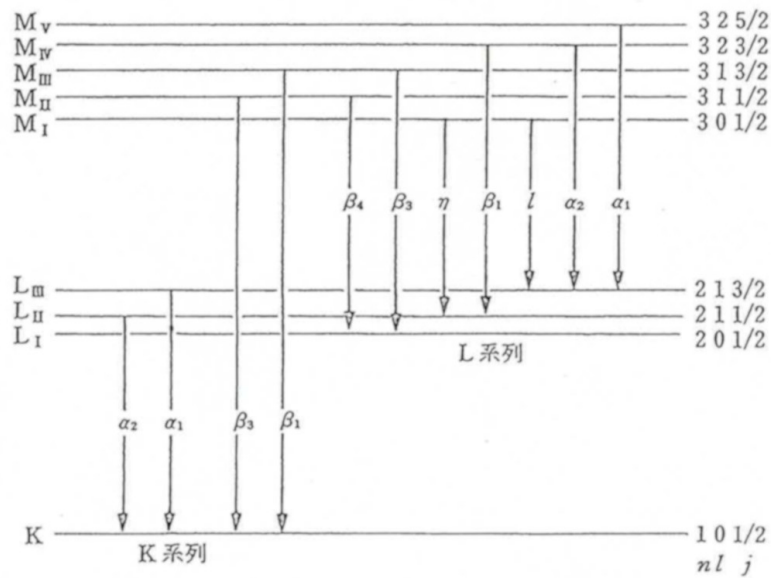 M_V 3 2 5/2
M_IV 3 2 3/2
M_III 3 1 3/2
M_II 3 1 1/2
M_I 3 0 1/2
β₄ β₃ η β₁ l α₂ α₁
L_III 2 1 3/2
L_II 2 1 1/2
L_I 2 0 1/2
L 系列
α₂ α₁ β₃ β₁
K 1 0 1/2
K 系列
n l j